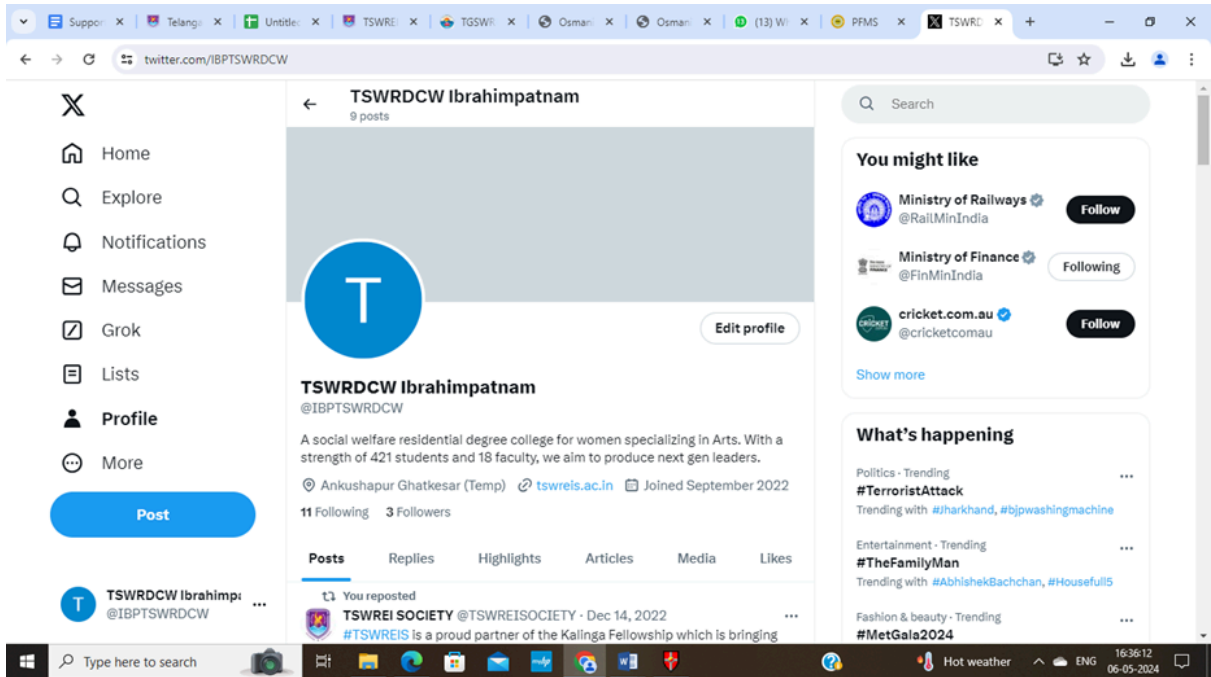 Suppor
Telanga
Untitled
TSWREI
TGSWR
Osmani
Osmani
(13) W
PFMS
TSWRD
twitter.com/IBPTSWRDCW
TSWRDCW Ibrahimpatnam
9 posts
Search
Home
Explore
Notifications
Messages
Grok
Lists
Profile
More
Post
TSWRDCW Ibrahimpa
@IBPTSWRDCW
T
T
Edit profile
TSWRDCW Ibrahimpatnam
@IBPTSWRDCW
A social welfare residential degree college for women specializing in Arts. With a
strength of 421 students and 18 faculty, we aim to produce next gen leaders.
Ankushapur Ghatkesar (Temp) tswreis.ac.in Joined September 2022
11 Following 3 Followers
Posts Replies Highlights Articles Media Likes
You reposted
TSWREI SOCIETY @TSWREISOCIETY · Dec 14, 2022
#TSWREIS is a proud partner of the Kalinga Fellowship which is bringing
You might like
Ministry of Railways
@RailMinIndia
Follow
Ministry of Finance
@FinMinIndia
Following
CRICKET
cricket.com.au
@cricketcomau
Follow
Show more
What's happening
Politics · Trending
#TerroristAttack
Trending with #Jharkhand, #bjpwashingmachine
Entertainment · Trending
#TheFamilyMan
Trending with #AbhishekBachchan, #Housefull5
Fashion & beauty · Trending
#MetGala2024
Type here to search
Hot weather
ENG
16:36:12
06-05-2024